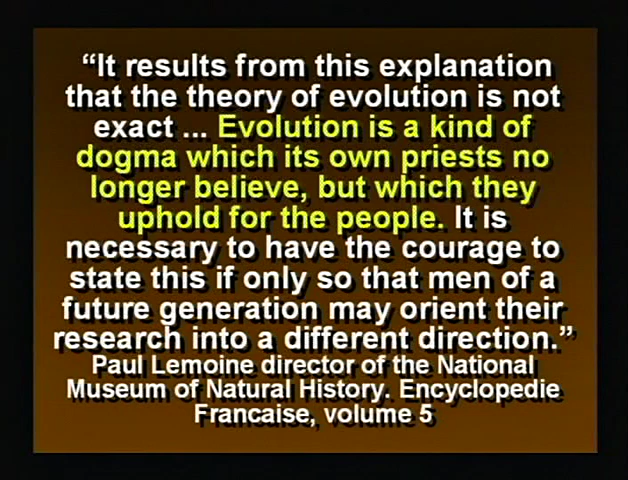 “It results from this explanation
that the theory of evolution is not
exact ... Evolution is a kind of
dogma which its own priests no
longer believe, but which they
uphold for the people. It is
necessary to have the courage to
state this if only so that men of a
future generation may orient their
research into a different direction.”
Paul Lemoine director of the National
Museum of Natural History. Encyclopedie
Francaise, volume 5